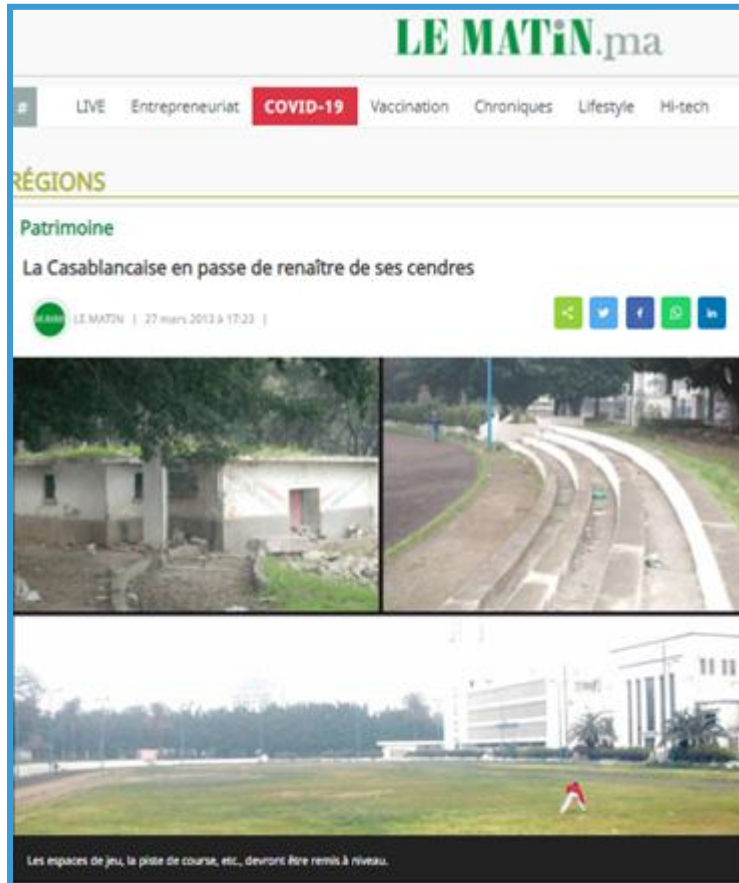 LE MATiN.ma
# LIVE Entrepreneuriat COVID-19 Vaccination Chroniques Lifestyle Hi-tech
RÉGIONS
Patrimoine
La Casablancaise en passe de renaître de ses cendres
LE MATIN | 27 mars 2013 à 17:23 |
Les espaces de jeu, la piste de course, etc., devront être remis à niveau.